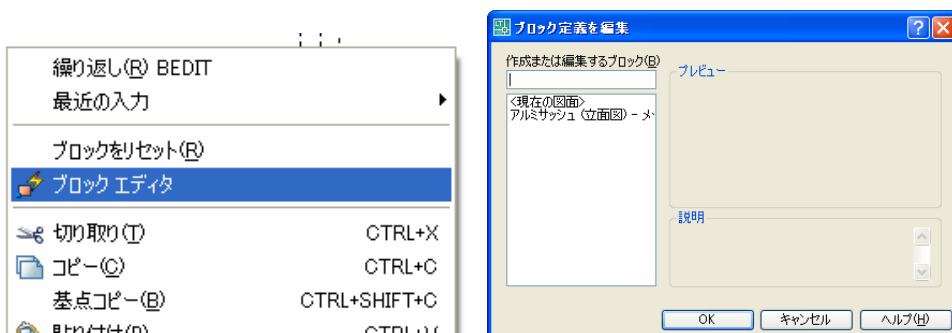 繰り返し(R) BEDIT
最近の入力
ブロックをリセット(R)
ブロック エディタ
切り取り(T) CTRL+X
コピー(C) CTRL+C
基点コピー(B) CTRL+SHIFT+C
貼り付け(P) CTRL+V
ブロック定義を編集
作成または編集するブロック(B)
<現在の図面>
アルミサッシュ (立面図) - メ
プレビュー
説明
OK キャンセル ヘルプ(H)